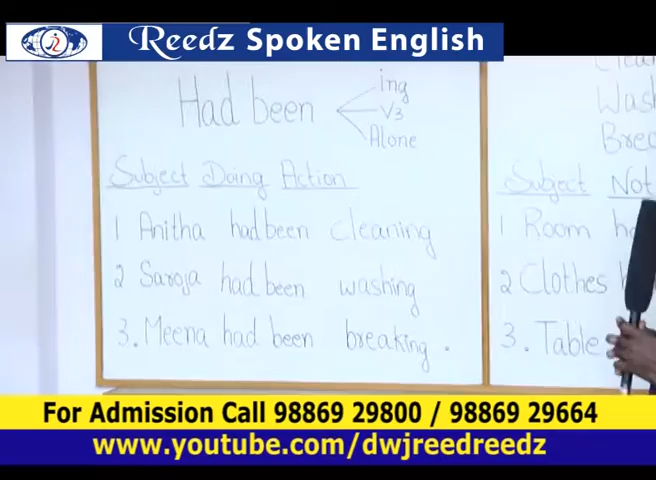 Reedz Spoken English
Had been
ing
V3
Alone
Subject Doing Action
1 Anitha had been cleaning
2 Saroja had been washing
3. Meena had been breaking.
Subject Not
1 Room
2 Clothes
3. Table
For Admission Call 98869 29800 / 98869 29664
www.youtube.com/dwjreedreedz